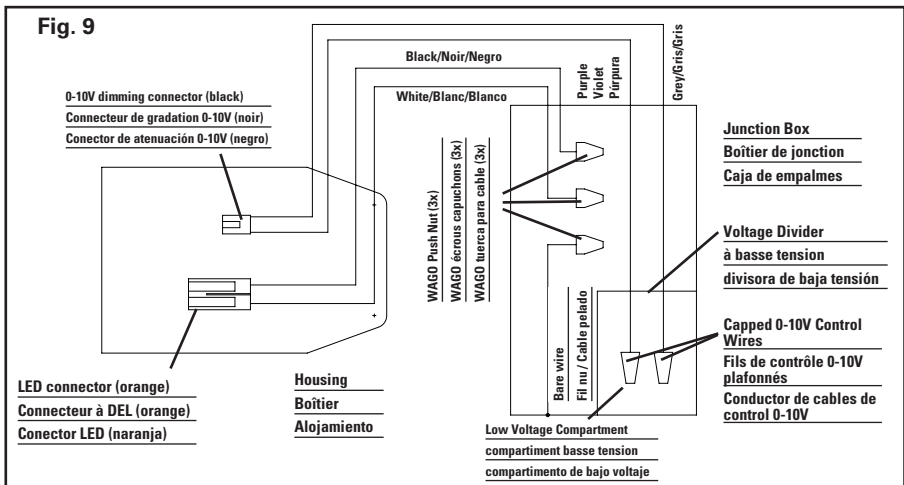 Fig. 9
Black/Noir/Negro
White/Blanc/Blanco
Purple
Violet
Púrpura
Grey/Gris/Gris
0-10V dimming connector (black)
Connecteur de gradation 0-10V (noir)
Conector de atenuación 0-10V (negro)
WAGO Push Nut (3x)
WAGO écrous capuchons (3x)
WAGO tuerca para cable (3x)
Junction Box
Boîtier de jonction
Caja de empalmes
Voltage Divider
à basse tension
divisora de baja tensión
Capped 0-10V Control
Wires
Fils de contrôle 0-10V
plafonnés
Conductor de cables de
control 0-10V
Bare wire
Fil nu / Cable pelado
LED connector (orange)
Connecteur à DEL (orange)
Conector LED (naranja)
Housing
Boîtier
Alojamiento
Low Voltage Compartment
compartiment basse tension
compartimento de bajo voltaje